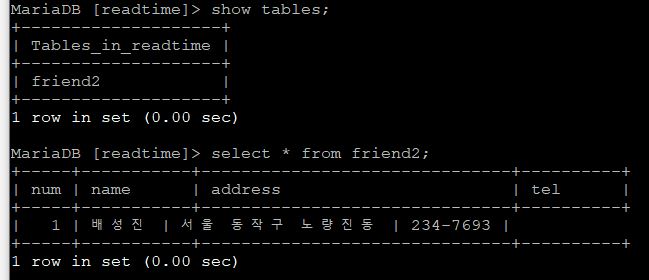 MariaDB [readtime]> show tables;
+--------------------+
| Tables_in_readtime |
+--------------------+
| friend2            |
+--------------------+
1 row in set (0.00 sec)
MariaDB [readtime]> select * from friend2;
+-----+-----------+-------------------------------+----------+
| num | name      | address                       | tel      |
+-----+-----------+-------------------------------+----------+
|   1 | 배성진 | 서울 동작구 노량진동 | 234-7693 |
+-----+-----------+-------------------------------+----------+
1 row in set (0.00 sec)